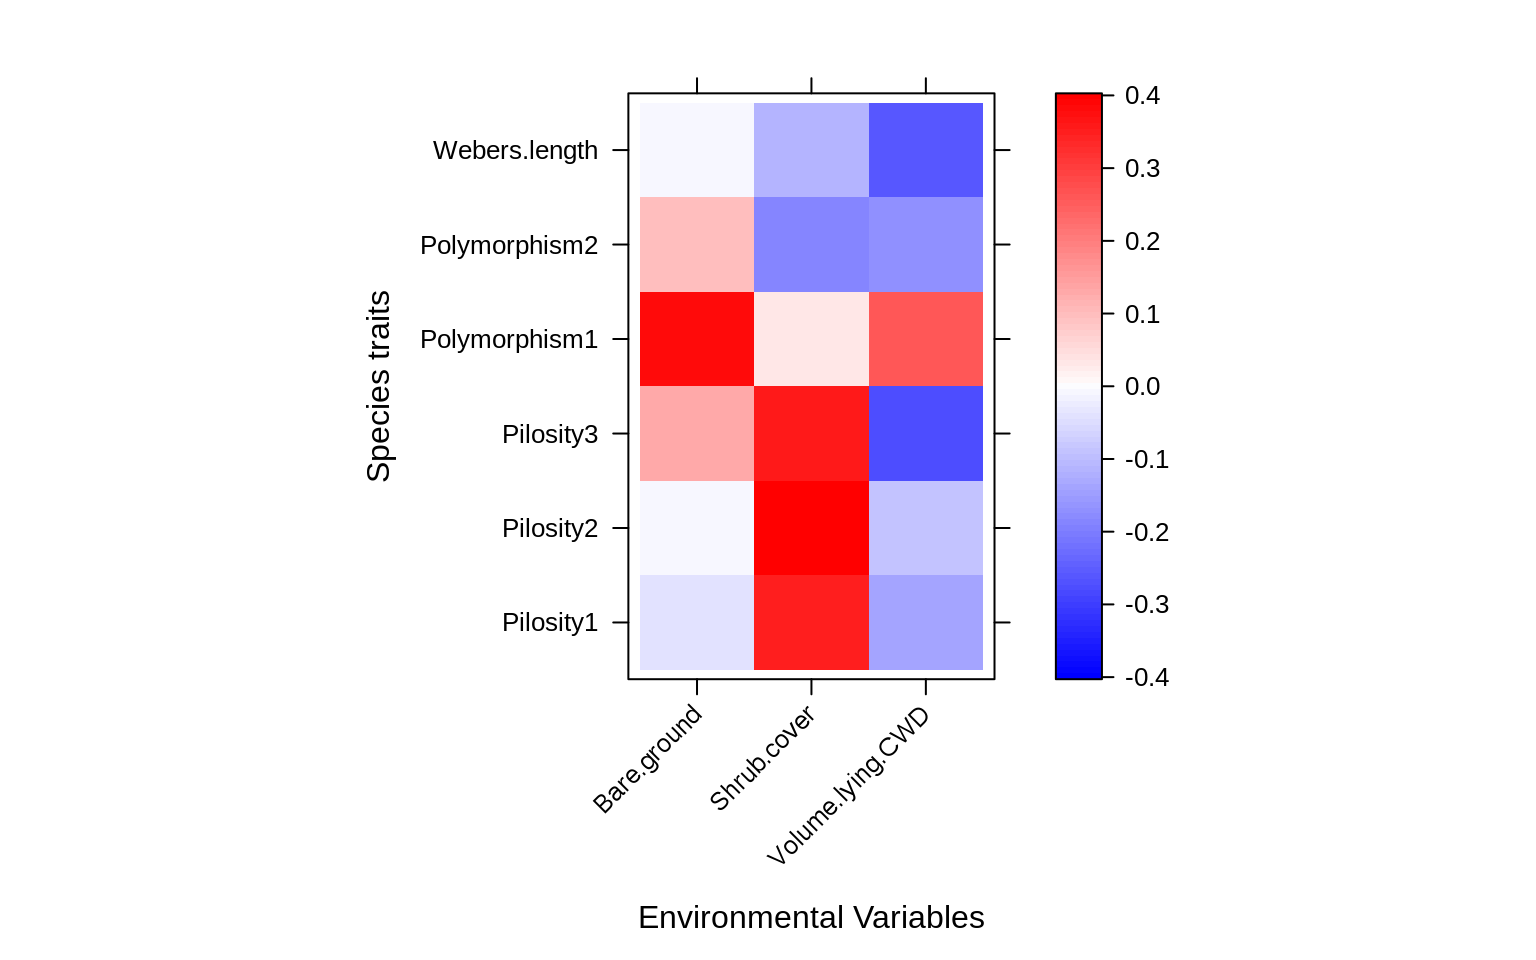 Species traits
Webers.length
Polymorphism2
Polymorphism1
Pilosity3
Pilosity2
Pilosity1
Bare.ground
Shrub.cover
Volume.lying.CWD
Environmental Variables
0.4
0.3
0.2
0.1
0.0
-0.1
-0.2
-0.3
-0.4